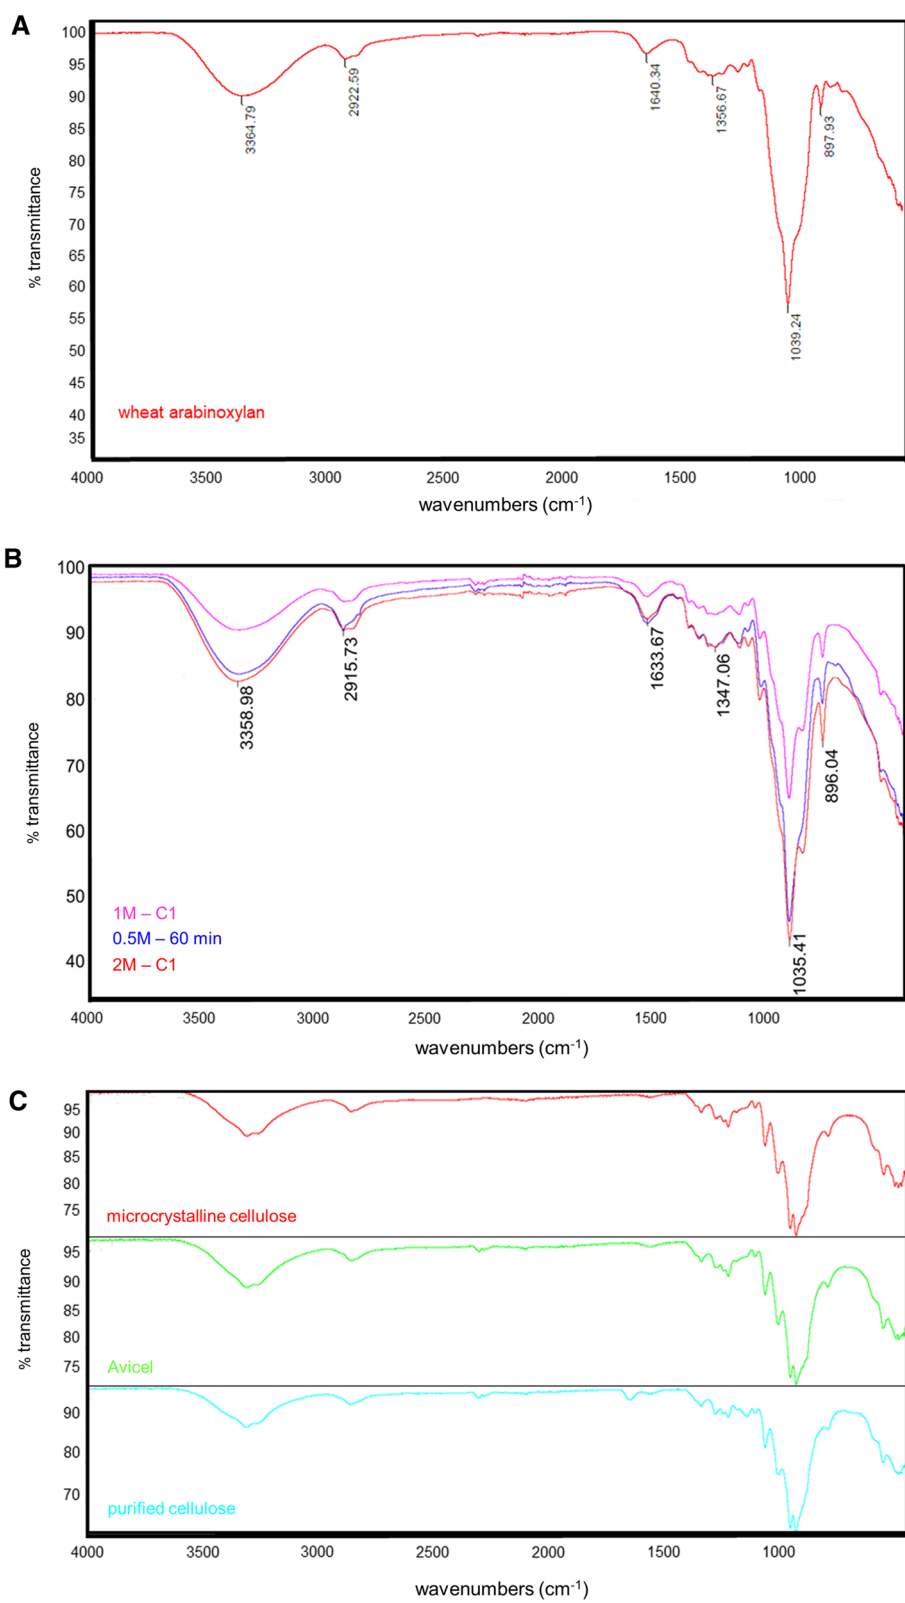 A
100
95
90
85
80
75
70
65
60
55
50
45
40
35
% transmittance
3364.79
2922.59
1640.34
1356.67
1039.24
897.93
wheat arabinoxylan
4000 3500 3000 2500 2000 1500 1000
wavenumbers (cm-1)
B
100
90
80
70
60
50
40
% transmittance
3358.98
2915.73
1633.67
1347.06
1035.41
896.04
1M – C1
0.5M – 60 min
2M – C1
4000 3500 3000 2500 2000 1500 1000
wavenumbers (cm-1)
C
95
90
85
80
75
microcrystalline cellulose
95
90
85
80
75
Avicel
% transmittance
90
80
70
purified cellulose
4000 3500 3000 2500 2000 1500 1000
wavenumbers (cm-1)